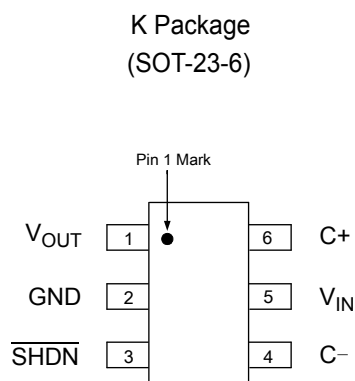 K Package
(SOT-23-6)
Pin 1 Mark
VOUT 1 6 C+
GND 2 5 VIN
SHDN 3 4 C−